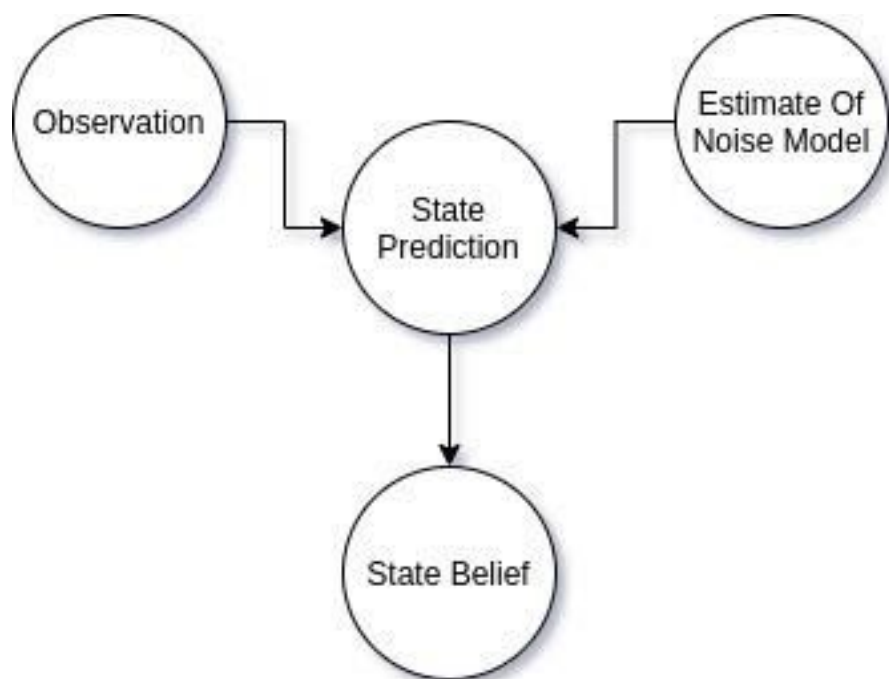 Observation
Estimate Of
Noise Model
State
Prediction
State Belief